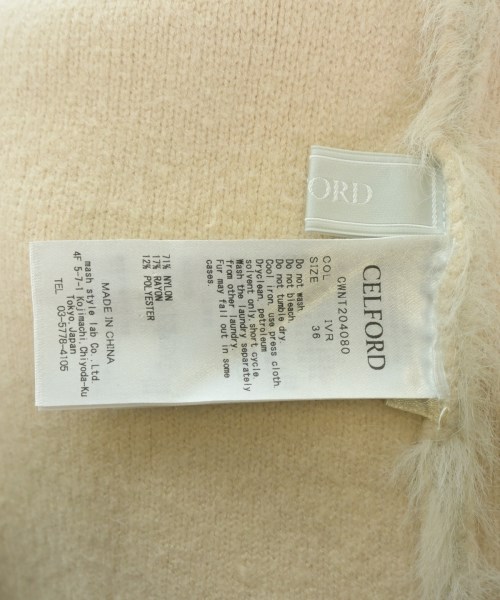 ORD
CELFORD
CWNT204080
COL IVR
SIZE 36
Do not wash.
Do not bleach.
Do not tumble dry.
Cool iron, use press cloth.
Dryclean, petroleum
solvent only,short cycle.
Wash the laundry separately
from other laundry.
Fur may fall out in some
cases.
71% NYLON
17% RAYON
12% POLYESTER
MADE IN CHINA
mash style lab Co., Ltd.
4F 5-7-1 Kojimachi,Chiyoda-Ku
Tokyo Japan
TEL 03-5778-4105